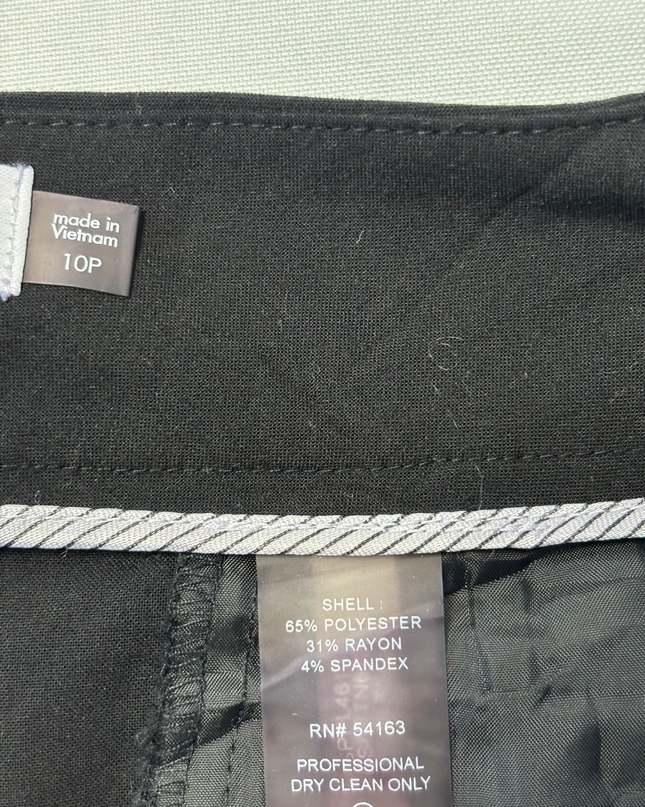 made in
Vietnam
10P
SHELL :
65% POLYESTER
31% RAYON
4% SPANDEX
RN# 54163
PROFESSIONAL
DRY CLEAN ONLY